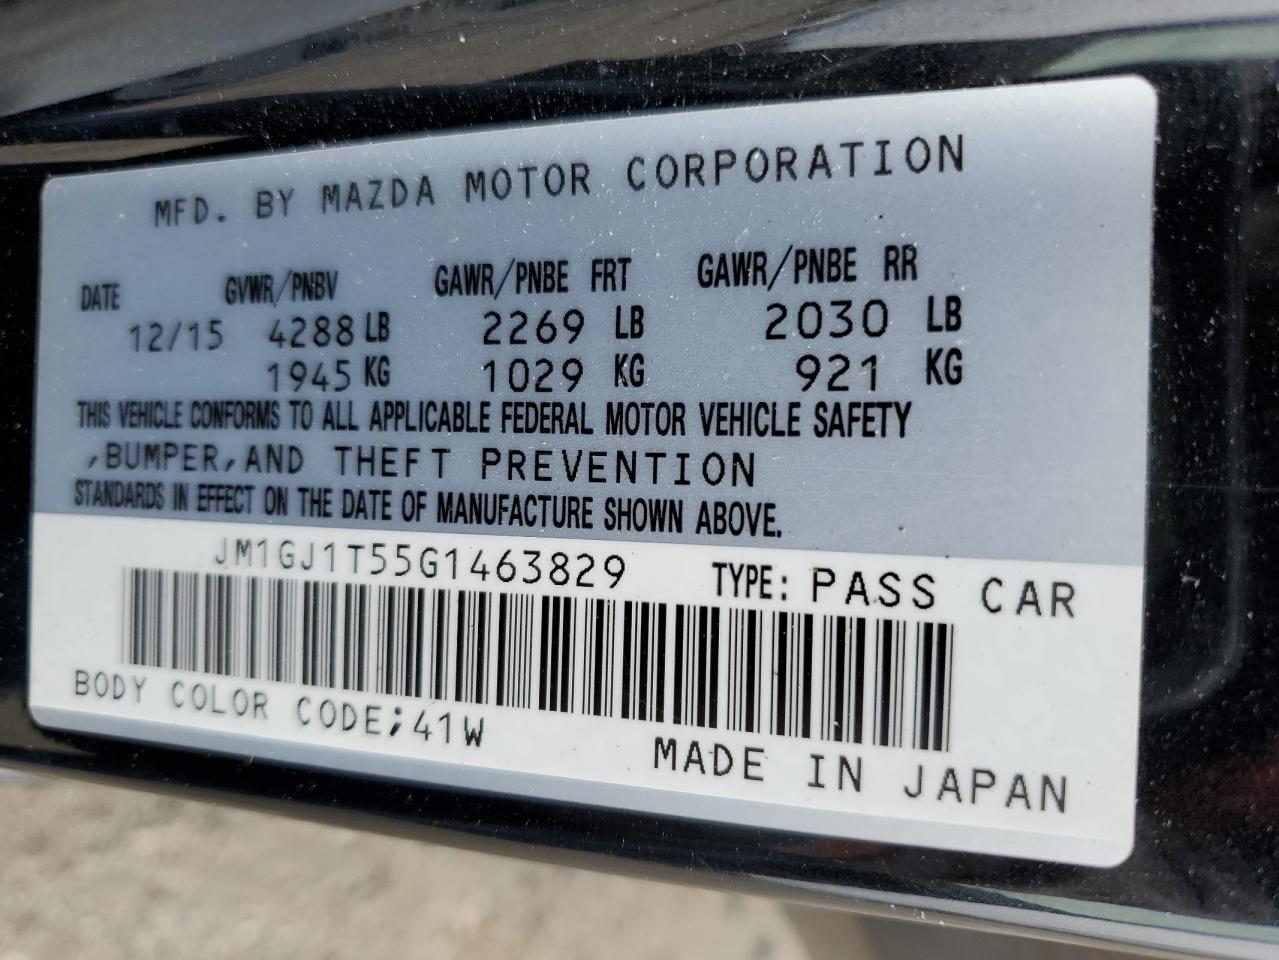 MFD. BY MAZDA MOTOR CORPORATION
DATE GVWR/PNBV GAWR/PNBE FRT GAWR/PNBE RR
12/15 4288 LB 2269 LB 2030 LB
1945 KG 1029 KG 921 KG
THIS VEHICLE CONFORMS TO ALL APPLICABLE FEDERAL MOTOR VEHICLE SAFETY
,BUMPER,AND THEFT PREVENTION
STANDARDS IN EFFECT ON THE DATE OF MANUFACTURE SHOWN ABOVE.
JM1GJ1T55G1463829 TYPE: PASS CAR
BODY COLOR CODE;41W
MADE IN JAPAN